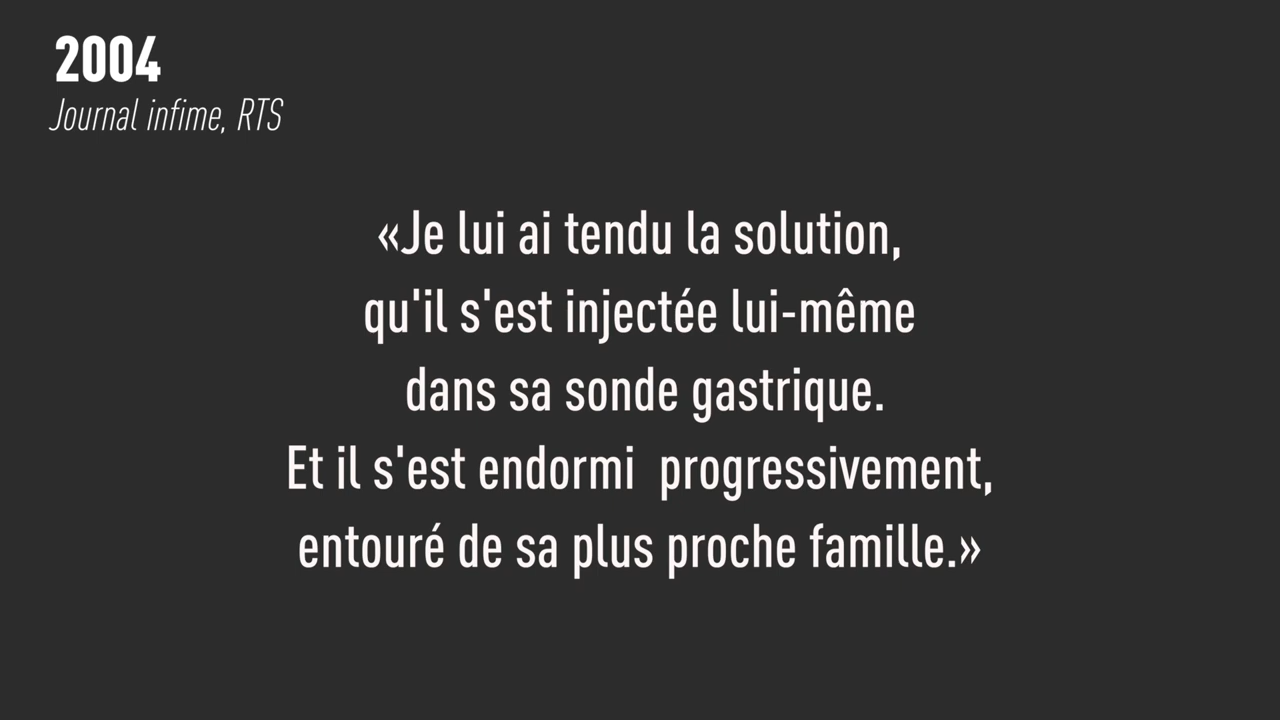 2004
Journal infime, RTS
«Je lui ai tendu la solution,
qu'il s'est injectée lui-même
dans sa sonde gastrique.
Et il s'est endormi  progressivement,
entouré de sa plus proche famille.»